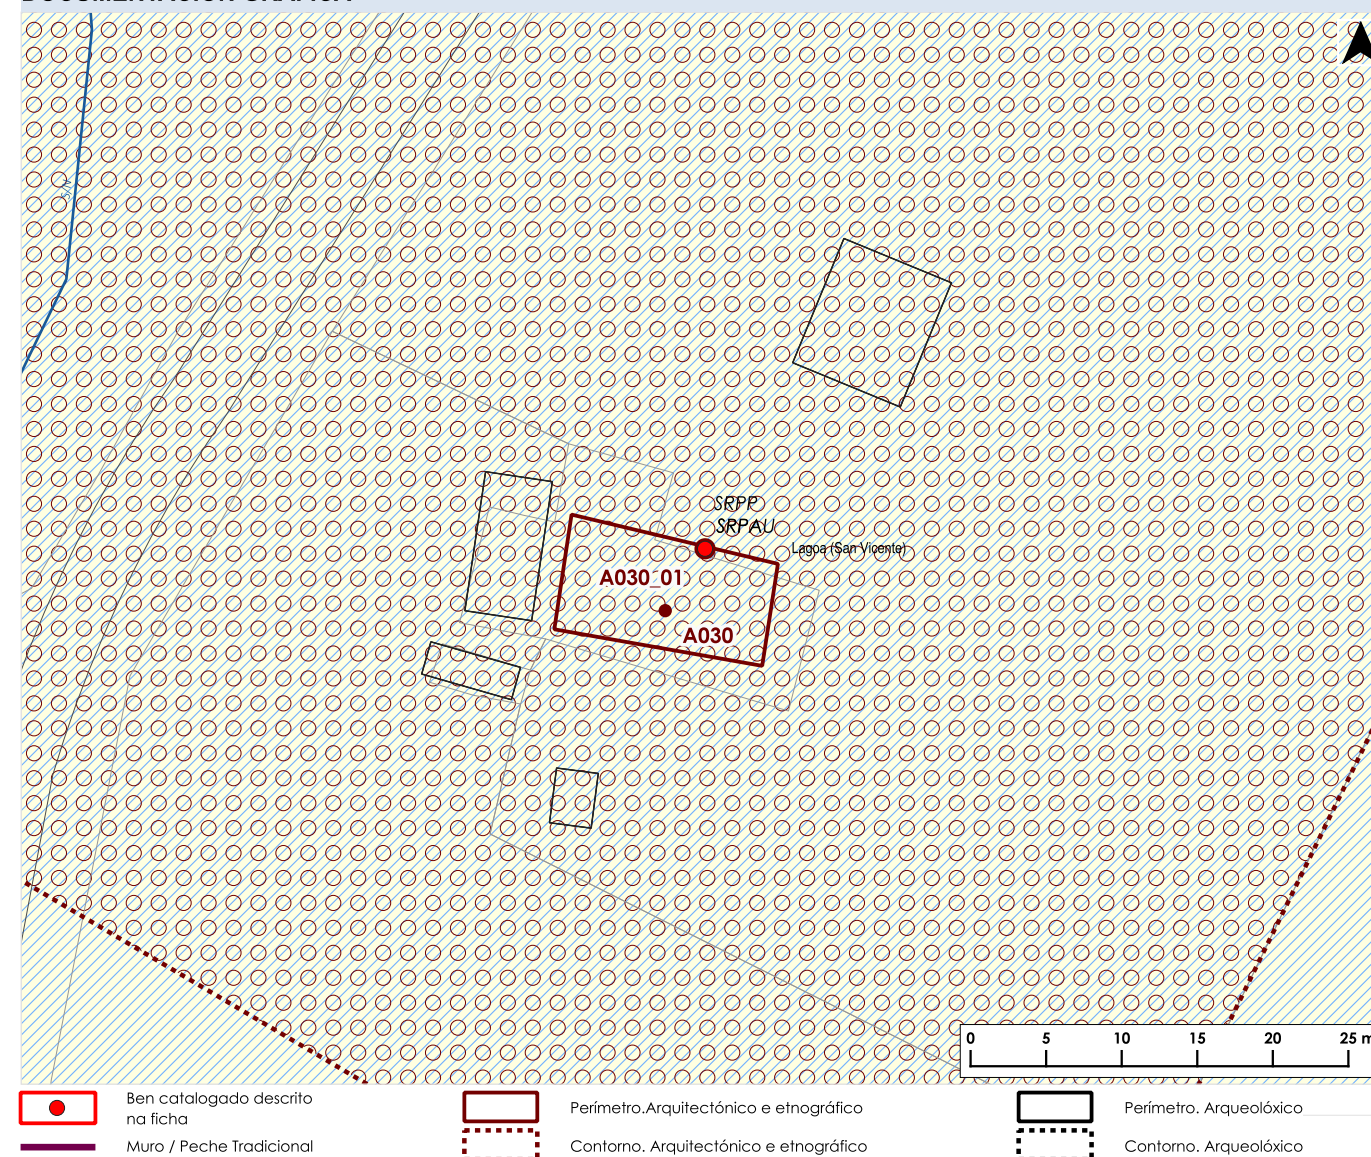 S/N
SRPP
SRPAU
Lagoa (San Vicente)
A030_01
A030
0 5 10 15 20 25 m
Ben catalogado descrito
na ficha
Muro / Peche Tradicional
Perímetro.Arquitectónico e etnográfico
Contorno. Arquitectónico e etnográfico
Perímetro. Arqueolóxico
Contorno. Arqueolóxico